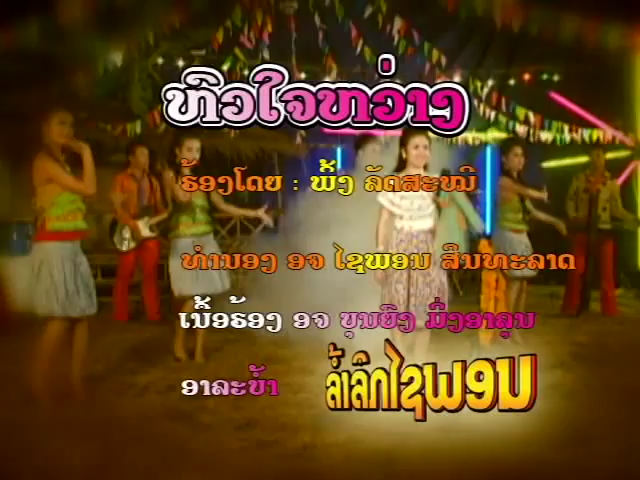 ຫົວໃຈຫວ່າງ
ຮ້ອງໂດຍ : ພຶ້ງ ລັດສະໝີ
ທຳນອງ ອຈ ໄຊພອນ ສິນທະລາດ
ເນື້ອຮ້ອງ ອຈ ບຸນຍົງ ມິ່ງອາລຸນ
ອາລະບ້ຳ ລ້ຳເລິກໄຊພອນ